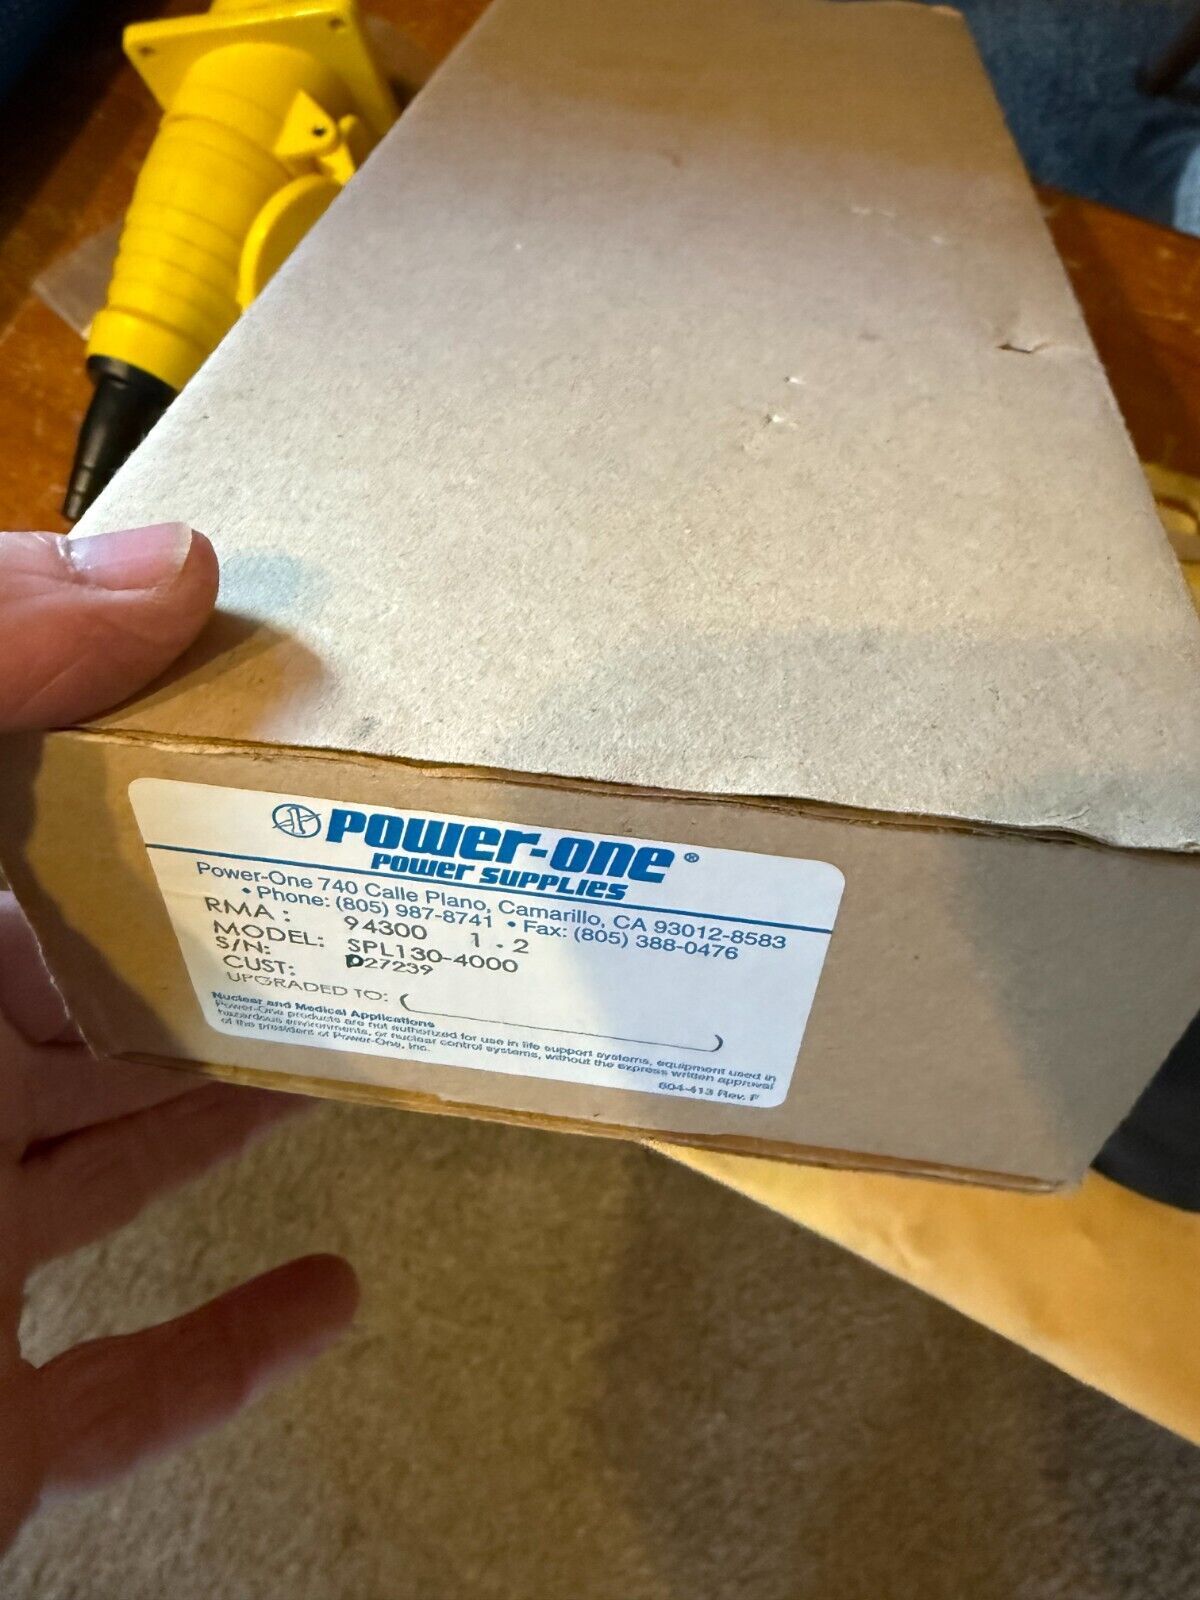 POWER-ONE®
POWER SUPPLIES
Power-One 740 Calle Plano, Camarillo, CA 93012-8583
• Phone: (805) 987-8741 • Fax: (805) 388-0476
RMA: 94300 1.2
MODEL: SPL130-4000
S/N: D27239
CUST:
UPGRADED TO: ( )
Nuclear and Medical Applications
Power-One products are not authorized for use in life support systems, equipment used in
hazardous environments, or nuclear control systems, without the express written approval
of the president of Power-One, Inc.
604-413 Rev. F